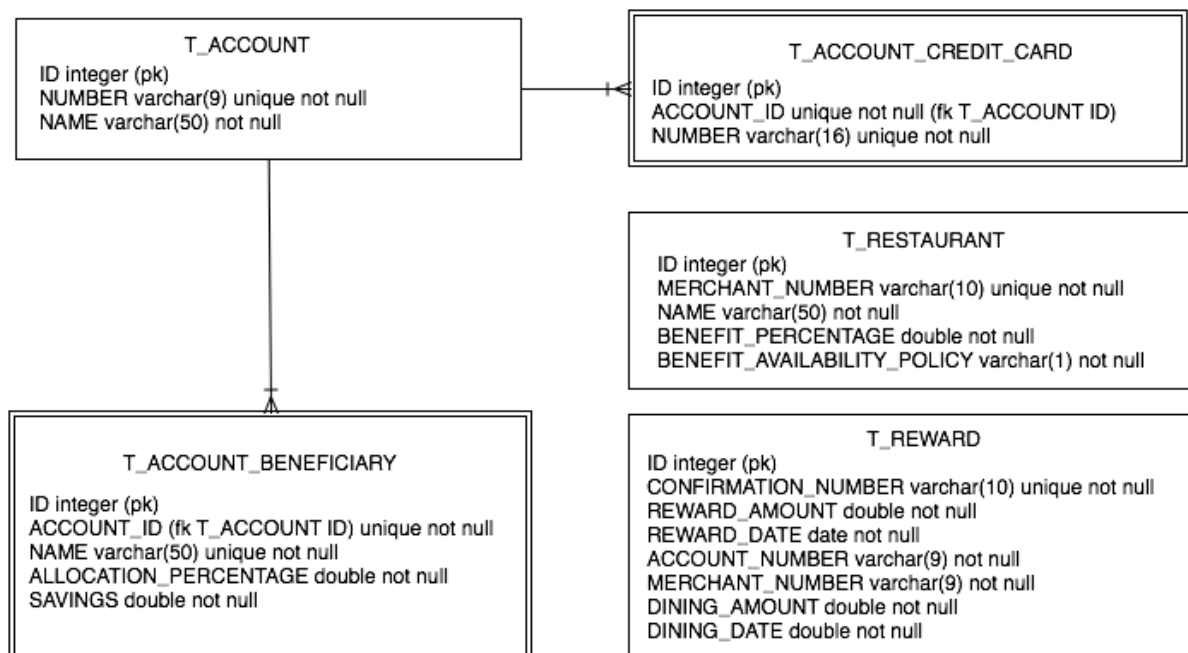 T_ACCOUNT
ID integer (pk)
NUMBER varchar(9) unique not null
NAME varchar(50) not null
T_ACCOUNT_CREDIT_CARD
ID integer (pk)
ACCOUNT_ID unique not null (fk T_ACCOUNT ID)
NUMBER varchar(16) unique not null
T_RESTAURANT
ID integer (pk)
MERCHANT_NUMBER varchar(10) unique not null
NAME varchar(50) not null
BENEFIT_PERCENTAGE double not null
BENEFIT_AVAILABILITY_POLICY varchar(1) not null
T_ACCOUNT_BENEFICIARY
ID integer (pk)
ACCOUNT_ID (fk T_ACCOUNT ID) unique not null
NAME varchar(50) unique not null
ALLOCATION_PERCENTAGE double not null
SAVINGS double not null
T_REWARD
ID integer (pk)
CONFIRMATION_NUMBER varchar(10) unique not null
REWARD_AMOUNT double not null
REWARD_DATE date not null
ACCOUNT_NUMBER varchar(9) not null
MERCHANT_NUMBER varchar(9) not null
DINING_AMOUNT double not null
DINING_DATE double not null